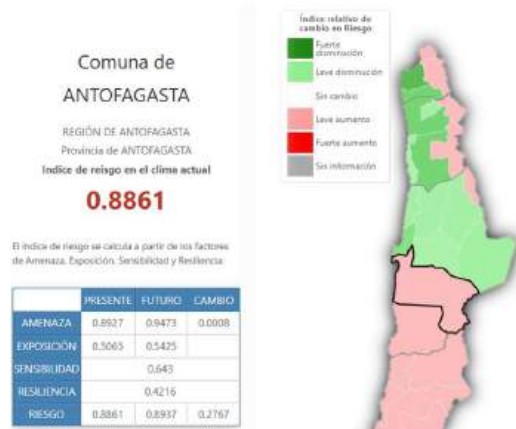 Comuna de
ANTOFAGASTA
REGIÓN DE ANTOFAGASTA
Provincia de ANTOFAGASTA
Indice de reisgo en el clima actual
0.8861
El índice de riesgo se calcula a partir de los factores
de Amenaza, Exposición, Sensibilidad y Resiliencia:
PRESENTE FUTURO CAMBIO
AMENAZA 0.8927 0.9473 0.0008
EXPOSICIÓN 0.5065 0.5425
SENSIBILIDAD 0.643
RESILIENCIA 0.4216
RIESGO 0.8861 0.8937 0.2767
Índice relativo de
cambio en Riesgo
Fuerte
disminución
Leve disminución
Sin cambio
Leve aumento
Fuerte aumento
Sin información